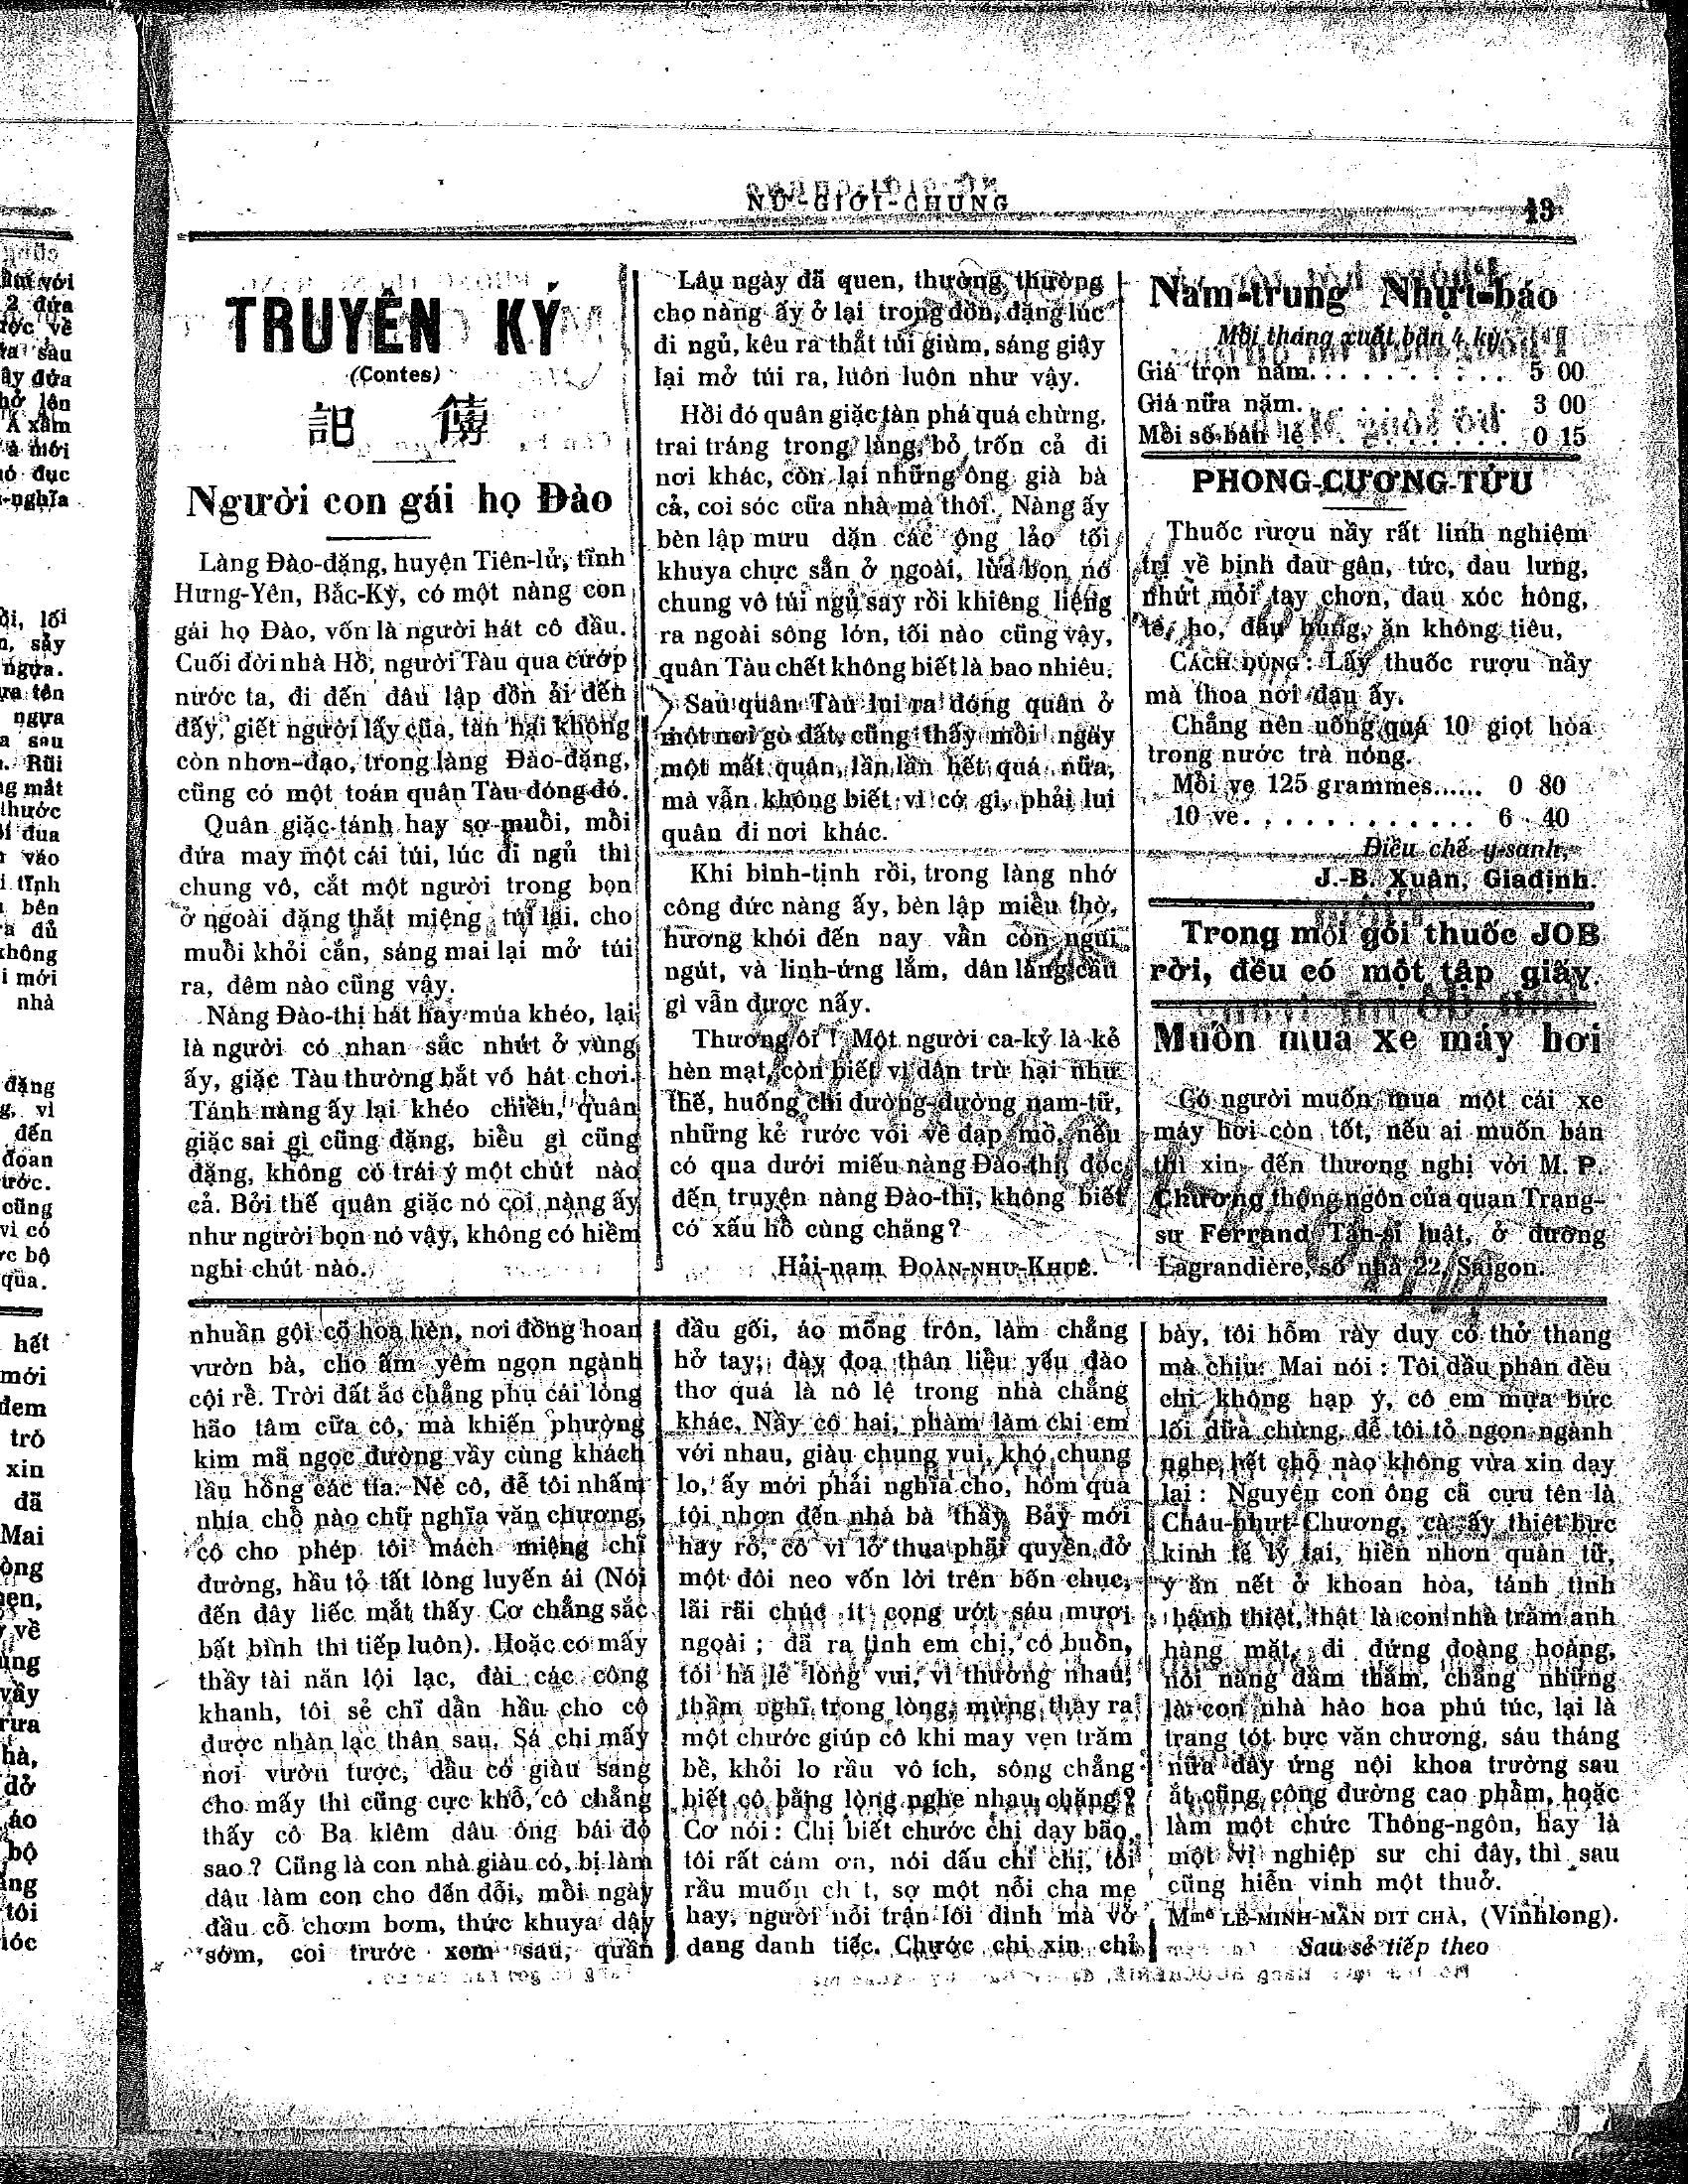 NỮ-GIỚI-CHUNG
13
TRUYỆN KÝ
(Contes)
記 傳
Người con gái họ Đào
Làng Đào-đặng, huyện Tiên-lử, tỉnh
Hưng-Yên, Bắc-Kỳ, có một nàng con
gái họ Đào, vốn là người hát cô đầu.
Cuối đời nhà Hồ, người Tàu qua cướp
nước ta, đi đến đâu lập đồn ải đến
đấy, giết người lấy của, tàn hại không
còn nhơn-đạo, trong làng Đào-đặng,
cũng có một toán quân Tàu đóng đó.
Quân giặc tánh hay sợ muỗi, mỗi
đứa may một cái túi, lúc đi ngủ thì
chung vô, cắt một người trong bọn
ở ngoài đặng thắt miệng túi lại, cho
muỗi khỏi cắn, sáng mai lại mở túi
ra, đêm nào cũng vậy.
Nàng Đào-thị hát hay múa khéo, lại
là người có nhan sắc nhứt ở vùng
ấy, giặc Tàu thường bắt vô hát chơi.
Tánh nàng ấy lại khéo chiều, quân
giặc sai gì cũng đặng, biểu gì cũng
đặng, không có trái ý một chút nào
cả. Bởi thế quân giặc nó coi nàng ấy
như người bọn nó vậy, không có hiềm
nghi chút nào.
Lâu ngày đã quen, thường thường
cho nàng ấy ở lại trong đồn, đặng lúc
đi ngủ, kêu ra thắt túi giùm, sáng giậy
lại mở túi ra, luôn luôn như vậy.
Hồi đó quân giặc tàn phá quá chừng,
trai tráng trong làng, bỏ trốn cả đi
nơi khác, còn lại những ông già bà
cả, coi sóc cữa nhà mà thôi. Nàng ấy
bèn lập mưu dặn các ông lảo tối
khuya chực sẳn ở ngoài, lừa bọn nó
chung vô túi ngủ say rồi khiêng liệng
ra ngoài sông lớn, tối nào cũng vậy,
quân Tàu chết không biết là bao nhiêu.
Sau quân Tàu lui ra đóng quân ở
một nơi gò đất, cũng thấy mỗi ngày
một mất quân, lần lần hết quá nữa,
mà vẫn không biết vì cớ gì, phải lui
quân đi nơi khác.
Khi bình-tịnh rồi, trong làng nhớ
công đức nàng ấy, bèn lập miễu thờ,
hương khói đến nay vẫn còn ngui
ngút, và linh-ứng lắm, dân làng cầu
gì vẫn được nấy.
Thương ôi ! Một người ca-kỷ là kẻ
hèn mạt, còn biết vì dân trừ hại như
thế, huống chi đường-đường nam-tữ,
những kẻ rước voi về đạp mồ, nếu
có qua dưới miếu nàng Đào-thị, đọc
đến truyện nàng Đào-thị, không biết
có xấu hổ cùng chăng ?
Hải-nam ĐOÀN-NHƯ-KHUÊ.
Nam-trung Nhựt-báo
Mỗi tháng xuất bản 4 kỳ
Giá trọn năm. . . . . . . . . . 5 00
Giá nữa năm. . . . . . . . . . 3 00
Mỗi số bán lẻ . . . . . . . . . 0 15
PHONG-CƯƠNG-TỬU
Thuốc rượu nầy rất linh nghiệm
trị về bịnh đau gân, tức, đau lưng,
nhứt mỏi tay chơn, đau xóc hông,
tê, ho, đau bụng, ăn không tiêu,
CÁCH DÙNG : Lấy thuốc rượu nầy
mà thoa nơi đau ấy.
Chẳng nên uống quá 10 giọt hòa
trong nước trà nóng.
Mỗi ve 125 grammes...... 0 80
10 ve. . . . . . . . . . . . 6 40
Điều chế y-sanh,
J.-B. Xuân, Giađinh.
Trong mỗi gói thuốc JOB
rời, đều có một tập giấy.
Muốn mua xe máy hơi
Có người muốn mua một cái xe
máy hơi còn tốt, nếu ai muốn bán
thì xin đến thương nghị với M. P.
Chương thông ngôn của quan Trạng-
sư Ferrand Tấn-sĩ luật, ở đường
Lagrandière, số nhà 22, Saigon.
nhuần gội cỏ hoa hèn, nơi đồng hoan
vườn bà, cho ấm yêm ngọn ngành
cội rễ. Trời đất ắc chẳng phụ cái lòng
hão tâm cữa cô, mà khiến phường
kim mã ngọc đường vầy cùng khách
lầu hồng các tía. Nè cô, để tôi nhấm
nhía chổ nào chữ nghĩa văn chương,
cô cho phép tôi mách miệng chỉ
đường, hầu tỏ tất lòng luyến ái (Nói
đến đây liếc mắt thấy Cơ chẳng sắc
bất bình thì tiếp luôn). Hoặc có mấy
thầy tài năn lội lạc, đài các công
khanh, tôi sẻ chĩ dẩn hầu cho cô
được nhàn lạc thân sau. Sá chi mấy
nơi vườn tược, dầu có giàu sang
cho mấy thì cũng cực khổ, cô chẳng
thấy cô Ba kiêm dâu ông bái độ
sao ? Cũng là con nhà giàu có, bị làm
dâu làm con cho đến đỗi, mỗi ngày
đầu cỗ chơm bơm, thức khuya dậy
sớm, coi trước xem sau, quần
đầu gối, áo mỏng trôn, làm chẳng
hở tay; đày đọa thân liễu yếu đào
thơ quá là nô lệ trong nhà chẳng
khác. Nầy cô hai, phàm làm chị em
với nhau, giàu chung vui, khó chung
lo, ấy mới phải nghĩa cho, hôm qua
tôi nhơn đến nhà bà thầy Bảy mới
hay rỏ, cô vì lở thua phải quyền đở
một đôi neo vốn lời trên bốn chục,
lãi rãi chúc ít cọng ướt sáu mươi
ngoài ; đã ra tình em chị, cô buồn,
tôi há lẻ lòng vui, vì thường nhau,
thầm nghĩ trong lòng, mừng thay ra
một chước giúp cô khi may vẹn trăm
bề, khỏi lo rầu vô ích, sông chẳng
biết cô bằng lòng nghe nhau chăng?
Cơ nói : Chị biết chước chi dạy bão,
tôi rất cám ơn, nói dấu chi chị, tôi
rầu muốn ch t, sợ một nỗi cha mẹ
hay, người nổi trận lôi đình mà vở
dang danh tiếc. Chước chi xin chỉ
bày, tôi hỗm rày duy có thở thang
mà chịu. Mai nói : Tôi dầu phân đều
chi không hạp ý, cô em mựa bức
lối dừa chừng, để tôi tỏ ngọn ngành
nghe hết chổ nào không vừa xin dạy
lại : Nguyên con ông cã cựu tên là
Châu-nhựt-Chương, cà ấy thiệt bực
kinh tế lý tài, hiền nhơn quân tử,
ý ăn nết ở khoan hòa, tánh tình
hạnh thiệt, thật là con nhà trăm anh
hàng mặt, đi đứng đoàng hoàng,
nói năng đầm thấm, chẳng những
là con nhà hào hoa phú túc, lại là
trang tót bực văn chương, sáu tháng
nữa đây ứng nội khoa trường sau
ắt cũng công đường cao phẩm, hoặc
làm một chức Thông-ngôn, hay là
một vị nghiệp sư chi đây, thì sau
cũng hiển vinh một thuở.
Mme LÊ-MINH-MẪN DIT CHÀ, (Vinhlong).
Sau sẻ tiếp theo